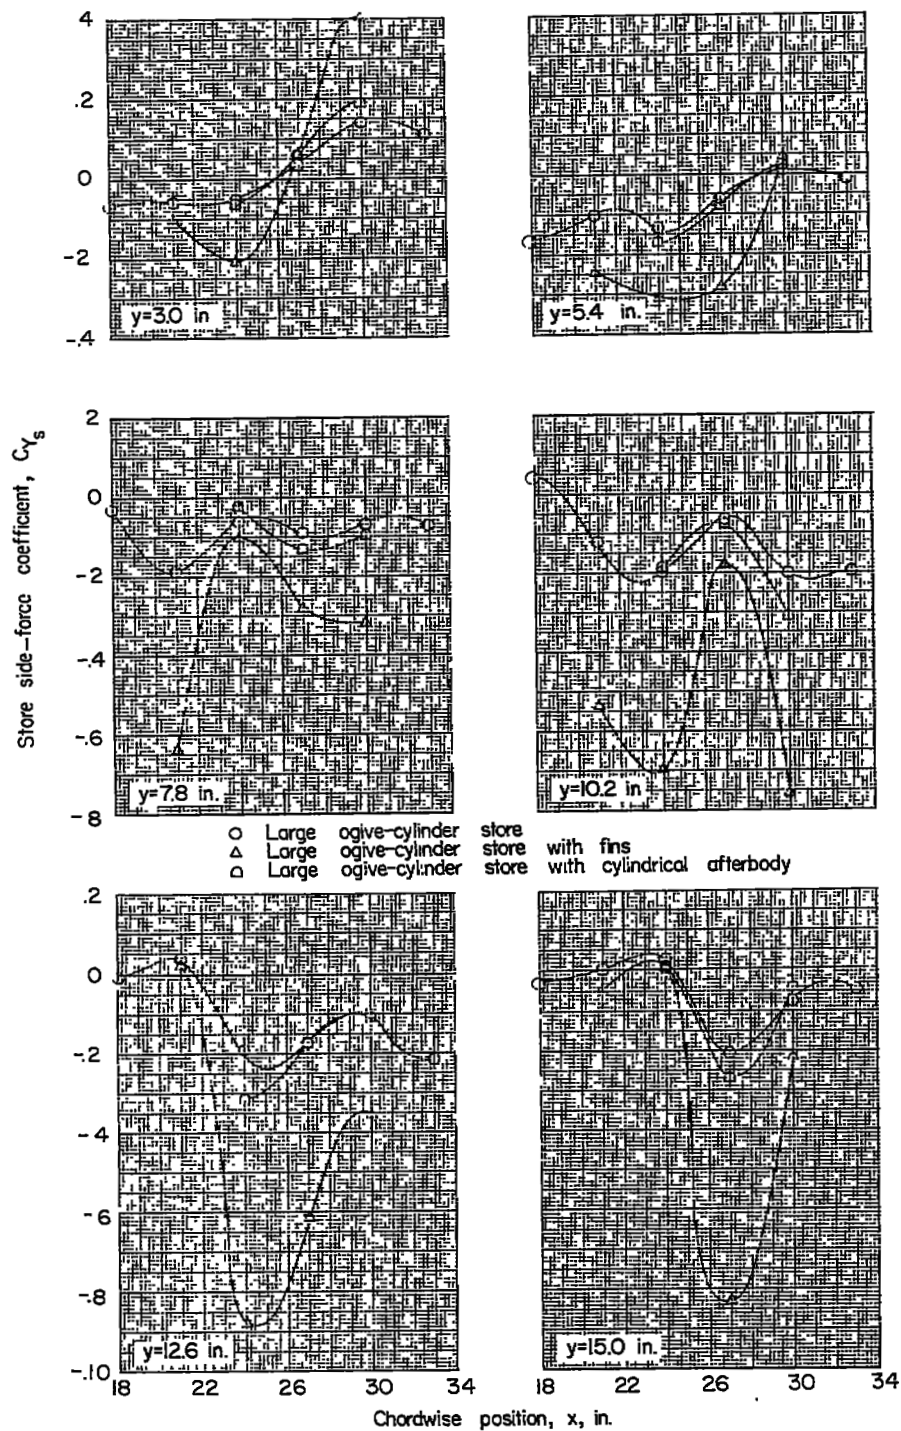 4
.2
0
-2
-.4
y=3.0 in
y=5.4 in.
Store side-force coefficient, CYs
2
0
-2
-.4
-.6
-8
y=7.8 in.
y=10.2 in
○ Large ogive-cylinder store
△ Large ogive-cylinder store with fins
⌓ Large ogive-cylinder store with cylindrical afterbody
.2
0
-.2
-4
-6
-.8
-.10
y=12.6 in.
y=15.0 in.
18 22 26 30 34
18 22 26 30 34
Chordwise position, x, in.